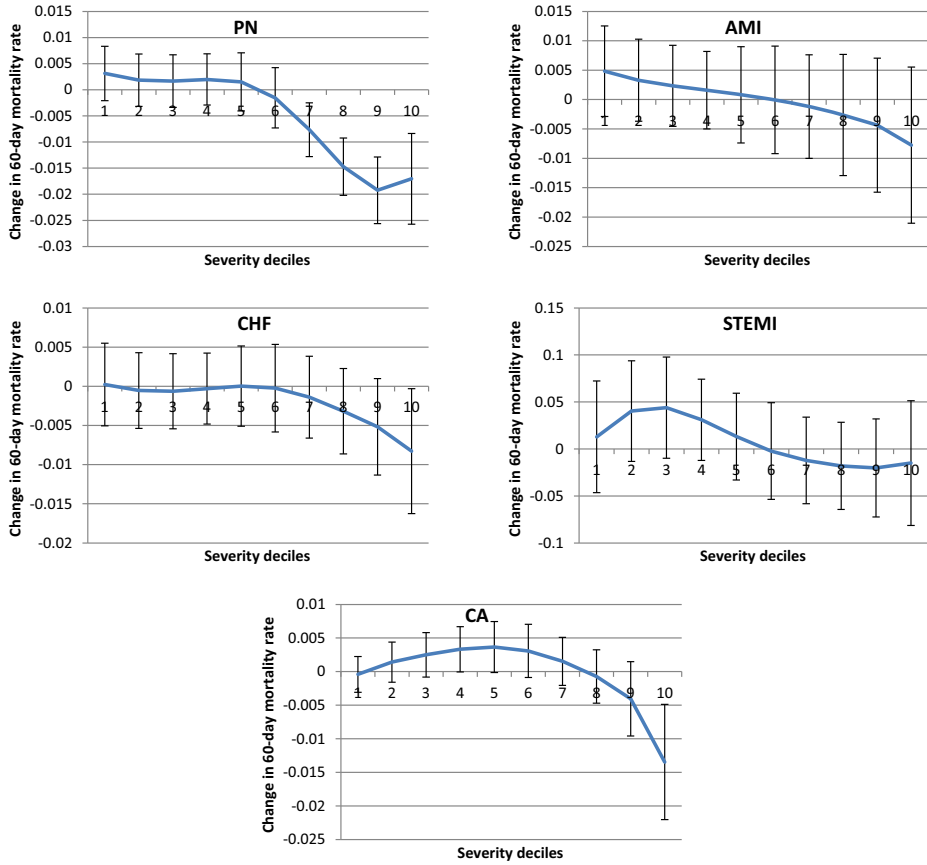 PN
Change in 60-day mortality rate
0.015
0.01
0.005
0
-0.005
-0.01
-0.015
-0.02
-0.025
-0.03
1 2 3 4 5 6 7 8 9 10
Severity deciles
AMI
Change in 60-day mortality rate
0.015
0.01
0.005
0
-0.005
-0.01
-0.015
-0.02
-0.025
1 2 3 4 5 6 7 8 9 10
Severity deciles
CHF
Change in 60-day mortality rate
0.01
0.005
0
-0.005
-0.01
-0.015
-0.02
1 2 3 4 5 6 7 8 9 10
Severity deciles
STEMI
Change in 60-day mortality rate
0.15
0.1
0.05
0
-0.05
-0.1
1 2 3 4 5 6 7 8 9 10
Severity deciles
CA
Change in 60-day mortality rate
0.01
0.005
0
-0.005
-0.01
-0.015
-0.02
-0.025
1 2 3 4 5 6 7 8 9 10
Severity deciles